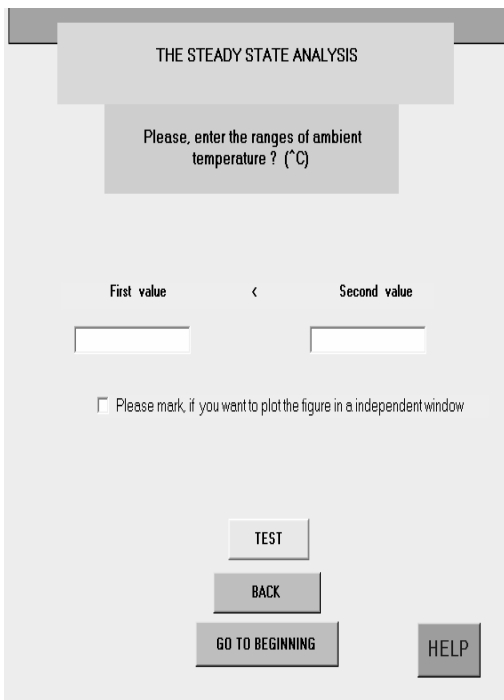 THE STEADY STATE ANALYSIS
Please, enter the ranges of ambient
temperature ? (^C)
First value < Second value
Please mark, if you want to plot the figure in a independent window
TEST
BACK
GO TO BEGINNING
HELP